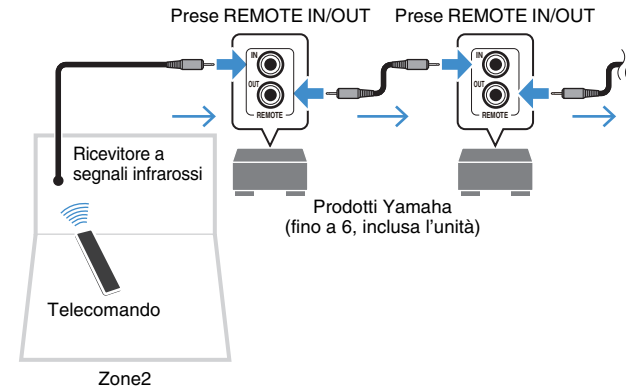 Prese REMOTE IN/OUT
Prese REMOTE IN/OUT
IN
OUT
REMOTE
IN
OUT
REMOTE
Ricevitore a
segnali infrarossi
Prodotti Yamaha
(fino a 6, inclusa l'unità)
Telecomando
Zone2